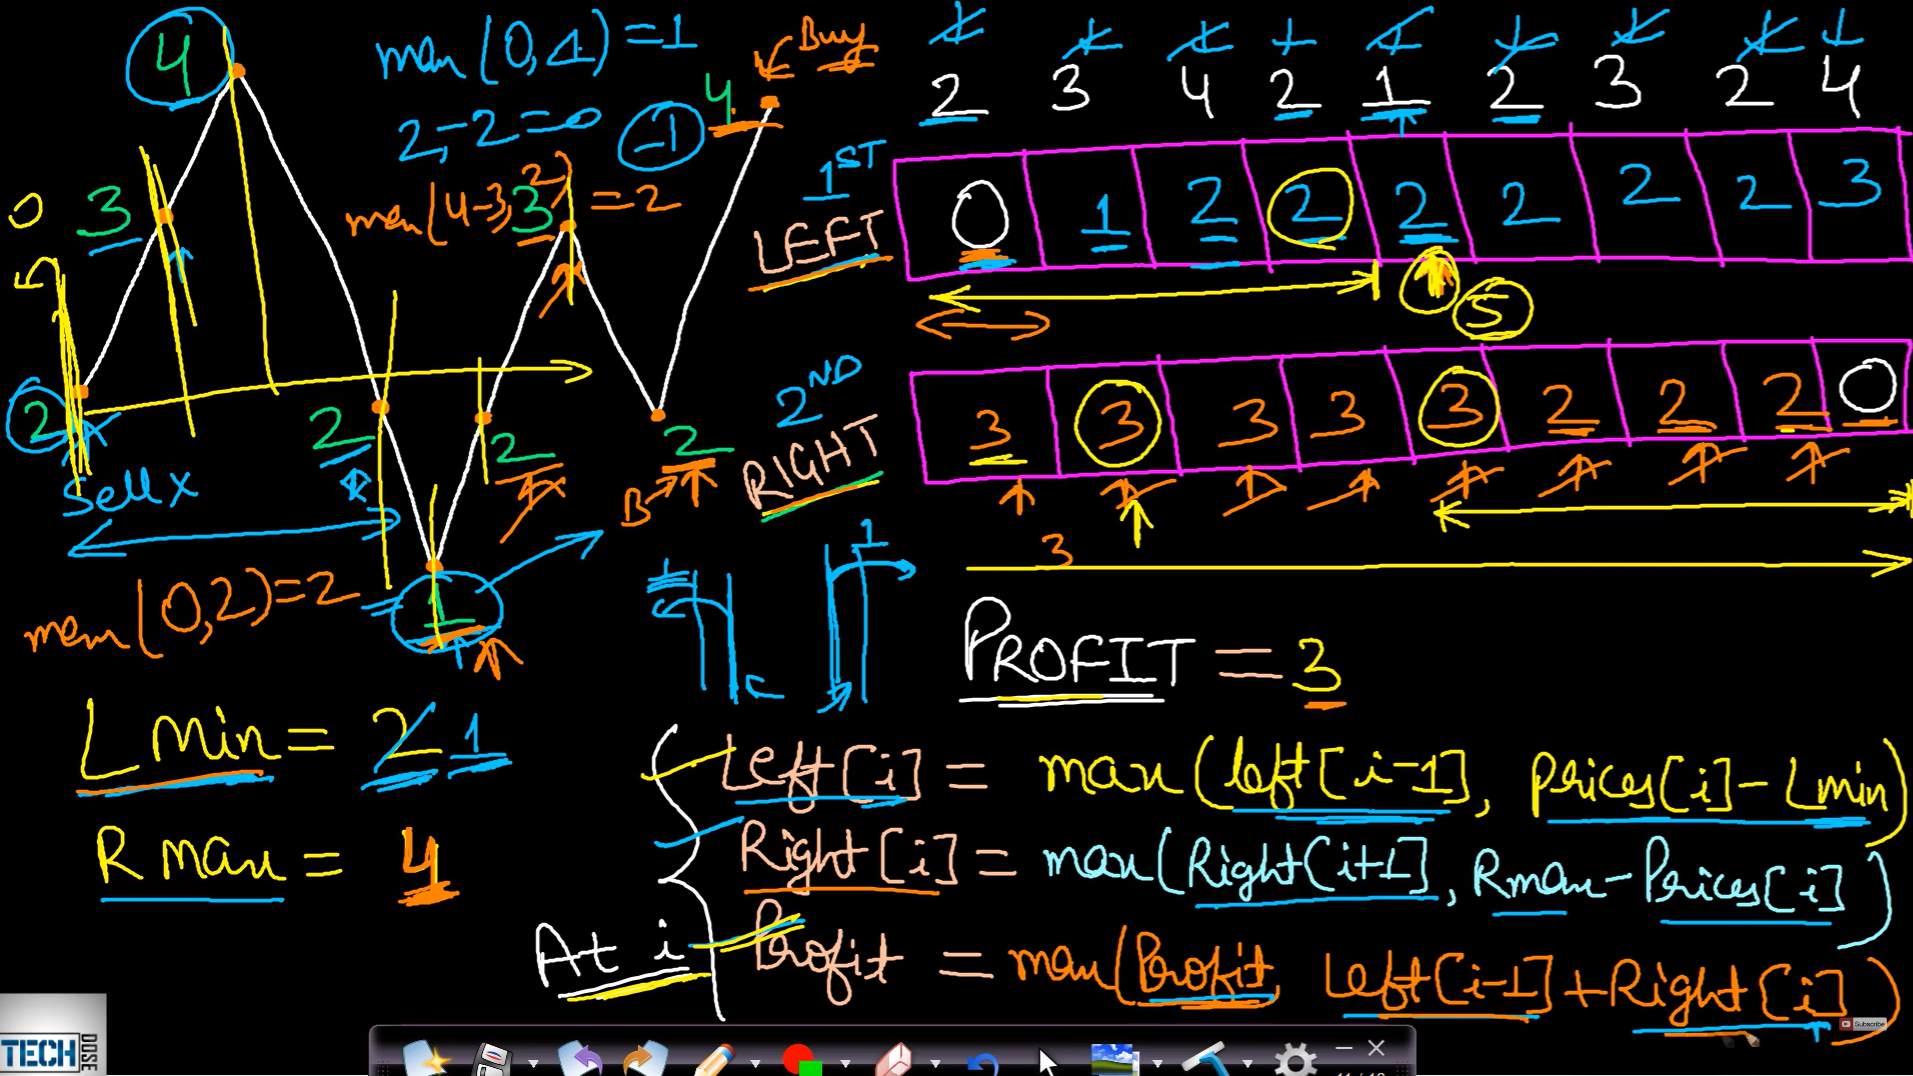 4
max(0,1)=1
Buy
2 3 4 2 1 2 3 2 4
2-2=0
-1
4
1ST
LEFT
0 1 2 2 2 2 2 2 3
0
5
3
max(4-3,2)=2
3
5
2
2
2
2
2ND
RIGHT
3 3 3 3 3 2 2 2 0
Sell x
B
1
1
3
max(0,2)=2
1
PROFIT = 3
LMin = 2 1
Left[i] = max(left[i-1], Prices[i]-Lmin)
Rmax = 4
Right[i] = max(Right[i+1], Rmax-Prices[i])
At i
Profit = max(Profit, left[i-1]+Right[i])
Subscribe
TECH
DOSE